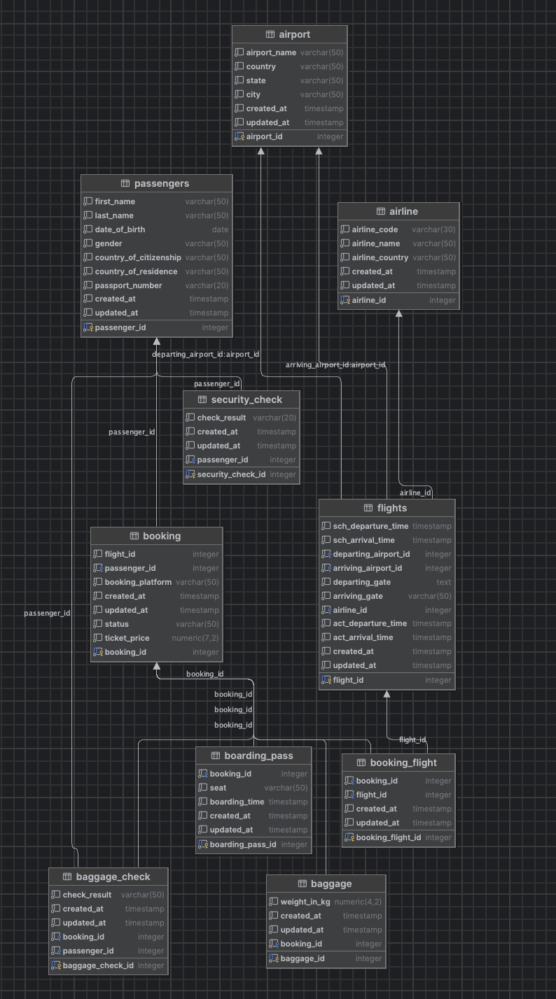 airport
airport_name varchar(50)
country varchar(50)
state varchar(50)
city varchar(50)
created_at timestamp
updated_at timestamp
airport_id integer
passengers
first_name varchar(50)
last_name varchar(50)
date_of_birth date
gender varchar(50)
country_of_citizenship varchar(50)
country_of_residence varchar(50)
passport_number varchar(20)
created_at timestamp
updated_at timestamp
passenger_id integer
airline
airline_code varchar(30)
airline_name varchar(50)
airline_country varchar(50)
created_at timestamp
updated_at timestamp
airline_id integer
departing_airport_id:airport_id
arriving_airport_id:airport_id
passenger_id
security_check
check_result varchar(20)
created_at timestamp
updated_at timestamp
passenger_id integer
security_check_id integer
passenger_id
airline_id
flights
sch_departure_time timestamp
sch_arrival_time timestamp
departing_airport_id integer
arriving_airport_id integer
departing_gate text
arriving_gate varchar(50)
airline_id integer
act_departure_time timestamp
act_arrival_time timestamp
created_at timestamp
updated_at timestamp
flight_id integer
booking
flight_id integer
passenger_id integer
booking_platform varchar(50)
created_at timestamp
updated_at timestamp
status varchar(50)
ticket_price numeric(7,2)
booking_id integer
passenger_id
booking_id
booking_id
booking_id
booking_id
flight_id
boarding_pass
booking_id integer
seat varchar(50)
boarding_time timestamp
created_at timestamp
updated_at timestamp
boarding_pass_id integer
booking_flight
booking_id integer
flight_id integer
created_at timestamp
updated_at timestamp
booking_flight_id integer
baggage_check
check_result varchar(50)
created_at timestamp
updated_at timestamp
booking_id integer
passenger_id integer
baggage_check_id integer
baggage
weight_in_kg numeric(4,2)
created_at timestamp
updated_at timestamp
booking_id integer
baggage_id integer